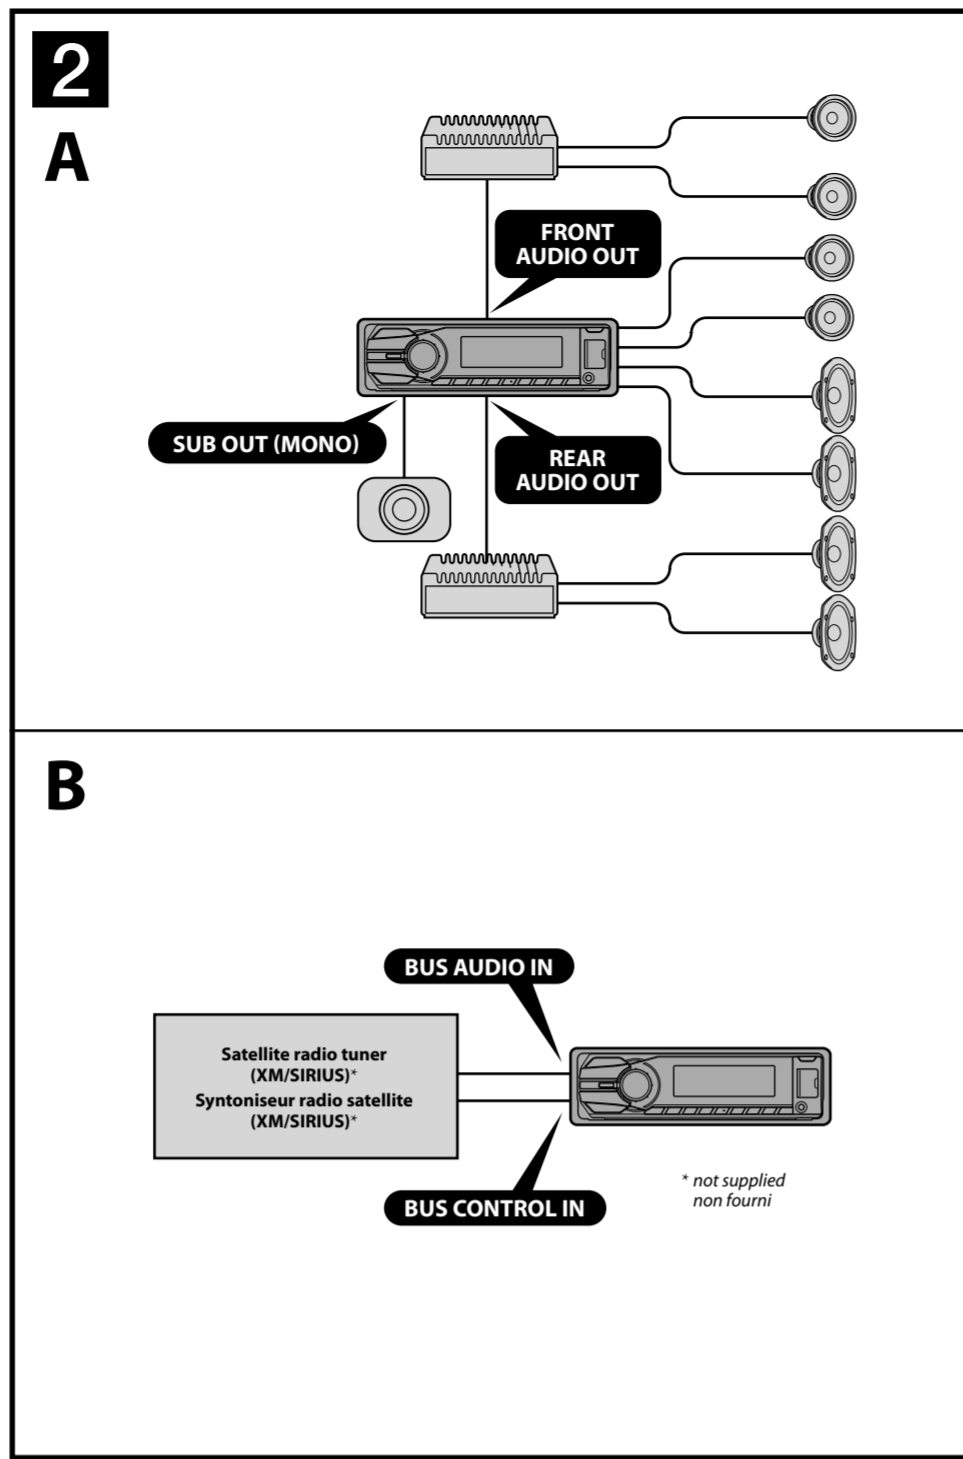 2
A
FRONT
AUDIO OUT
SUB OUT (MONO)
REAR
AUDIO OUT
B
BUS AUDIO IN
Satellite radio tuner
(XM/SIRIUS)*
Syntoniseur radio satellite
(XM/SIRIUS)*
* not supplied
non fourni
BUS CONTROL IN